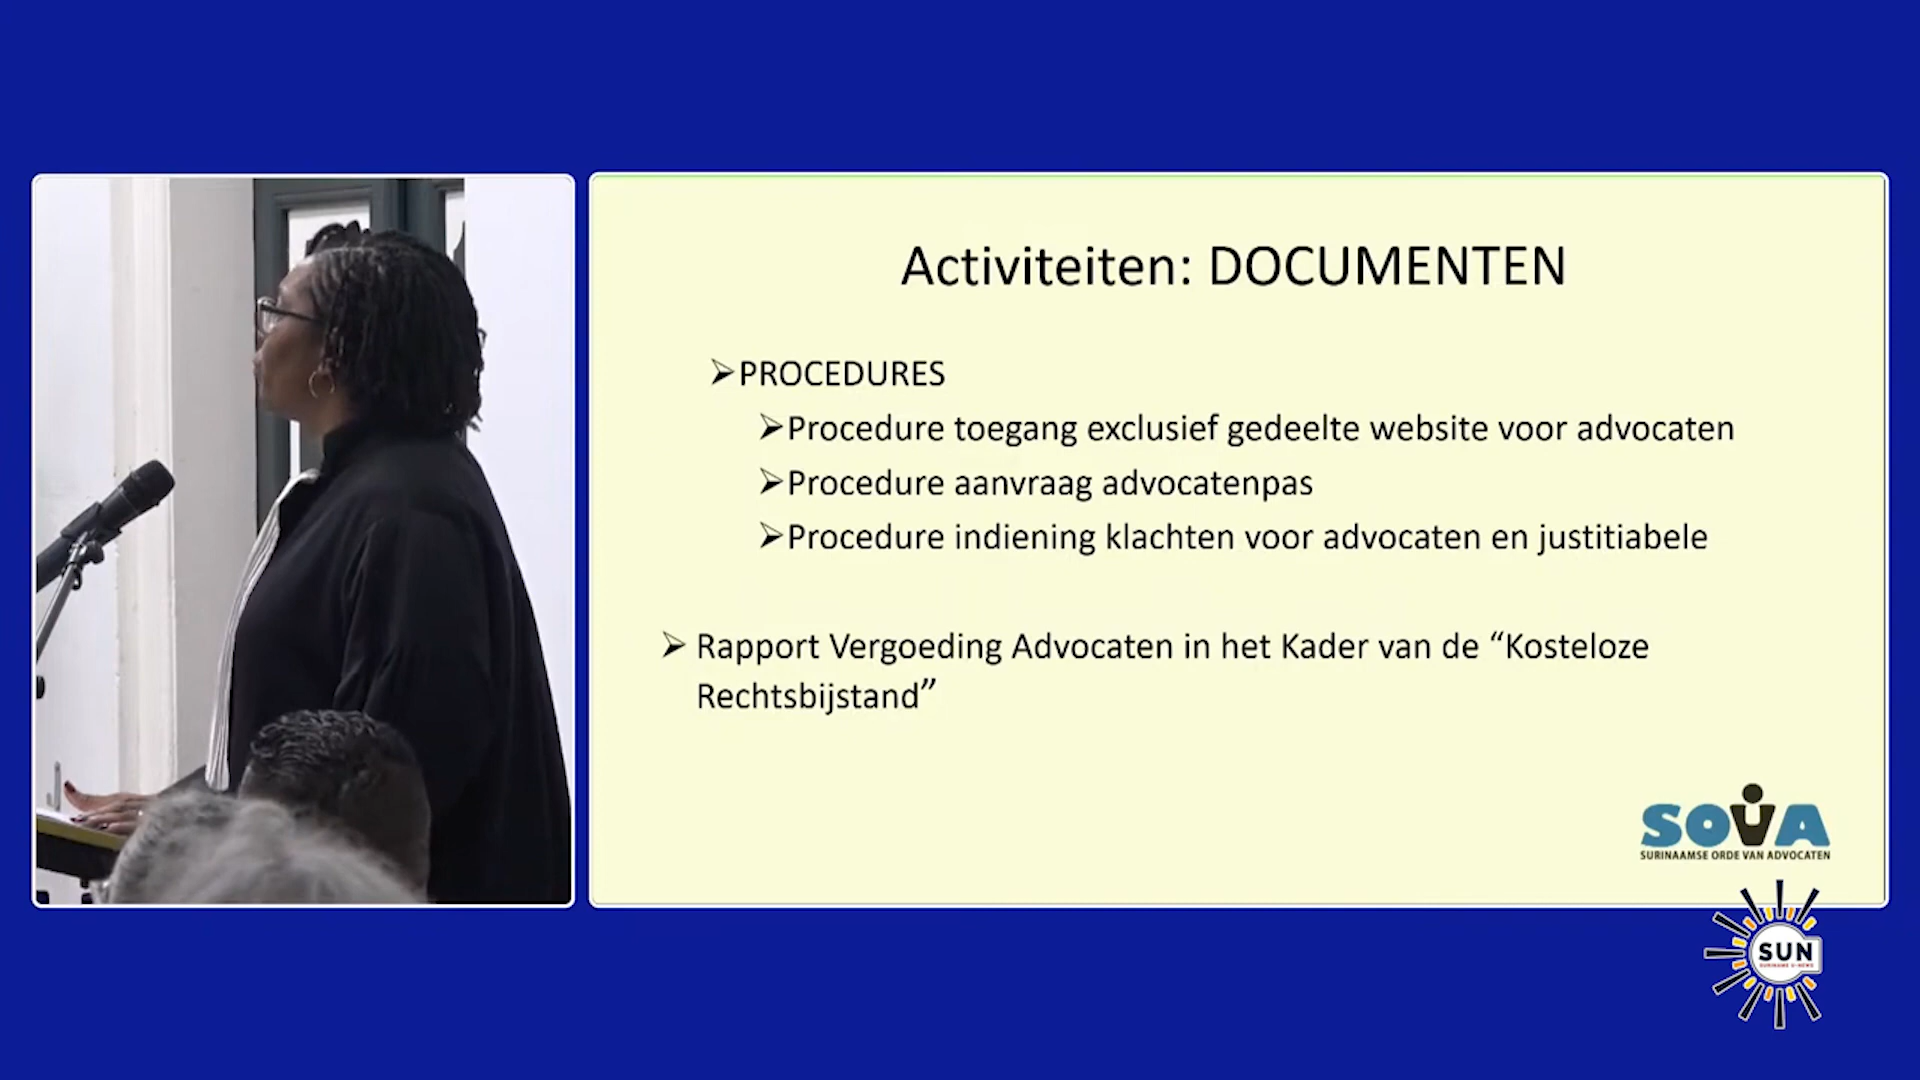 Activiteiten: DOCUMENTEN
➢PROCEDURES
➢Procedure toegang exclusief gedeelte website voor advocaten
➢Procedure aanvraag advocatenpas
➢Procedure indiening klachten voor advocaten en justitiabele
➢ Rapport Vergoeding Advocaten in het Kader van de “Kosteloze
Rechtsbijstand”
SOVA
SURINAAMSE ORDE VAN ADVOCATEN
SUN